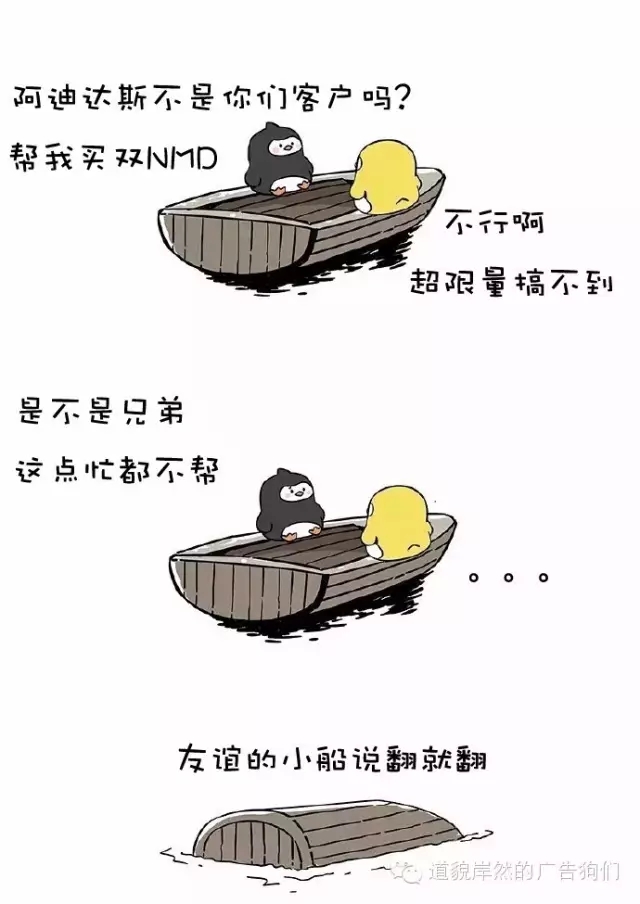 阿迪达斯不是你们客户吗?
帮我买双NMD
不行啊
超限量搞不到
是不是兄弟
这点忙都不帮
。。。
友谊的小船说翻就翻
道貌岸然的广告狗们